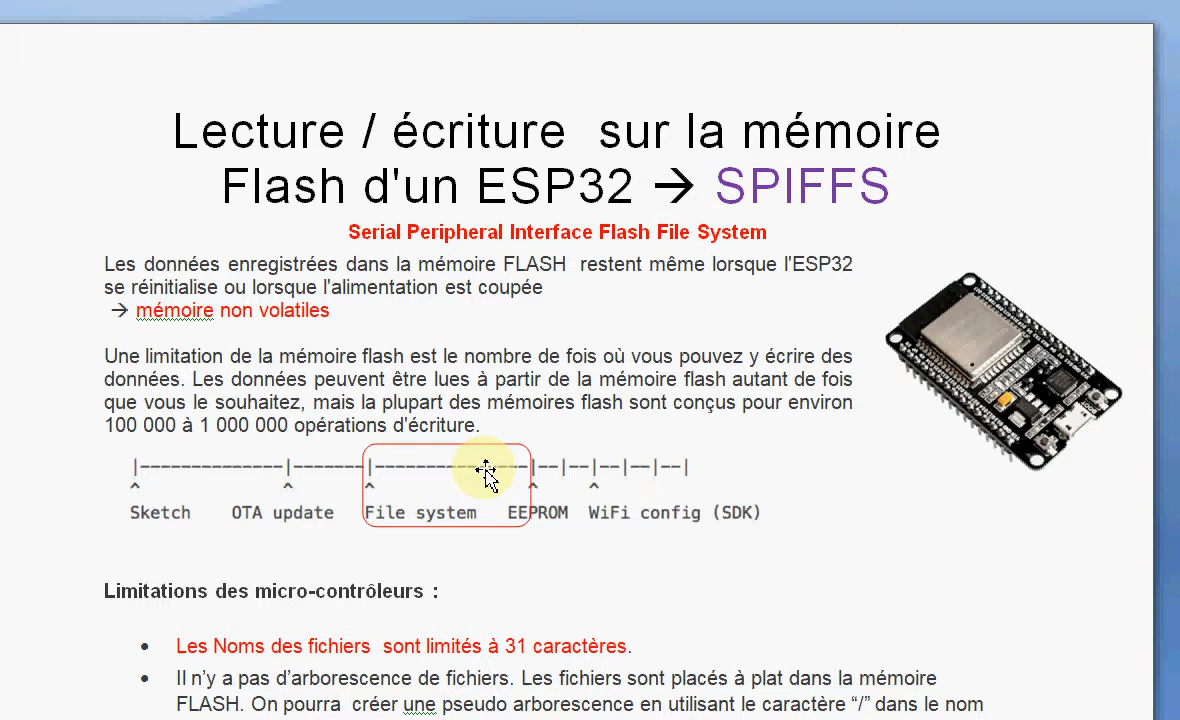 Lecture / écriture  sur la mémoire
Flash d'un ESP32 → SPIFFS
Serial Peripheral Interface Flash File System
Les données enregistrées dans la mémoire FLASH  restent même lorsque l'ESP32
se réinitialise ou lorsque l'alimentation est coupée
→ mémoire non volatiles
Une limitation de la mémoire flash est le nombre de fois où vous pouvez y écrire des
données. Les données peuvent être lues à partir de la mémoire flash autant de fois
que vous le souhaitez, mais la plupart des mémoires flash sont conçus pour environ
100 000 à 1 000 000 opérations d'écriture.
|--------------|-------|---------------|--|--|--|--|--|
^ ^ ^ ^ ^
Sketch OTA update File system EEPROM WiFi config (SDK)
Limitations des micro-contrôleurs :
• Les Noms des fichiers  sont limités à 31 caractères.
• Il n’y a pas d’arborescence de fichiers. Les fichiers sont placés à plat dans la mémoire
FLASH. On pourra  créer une pseudo arborescence en utilisant le caractère “/” dans le nom